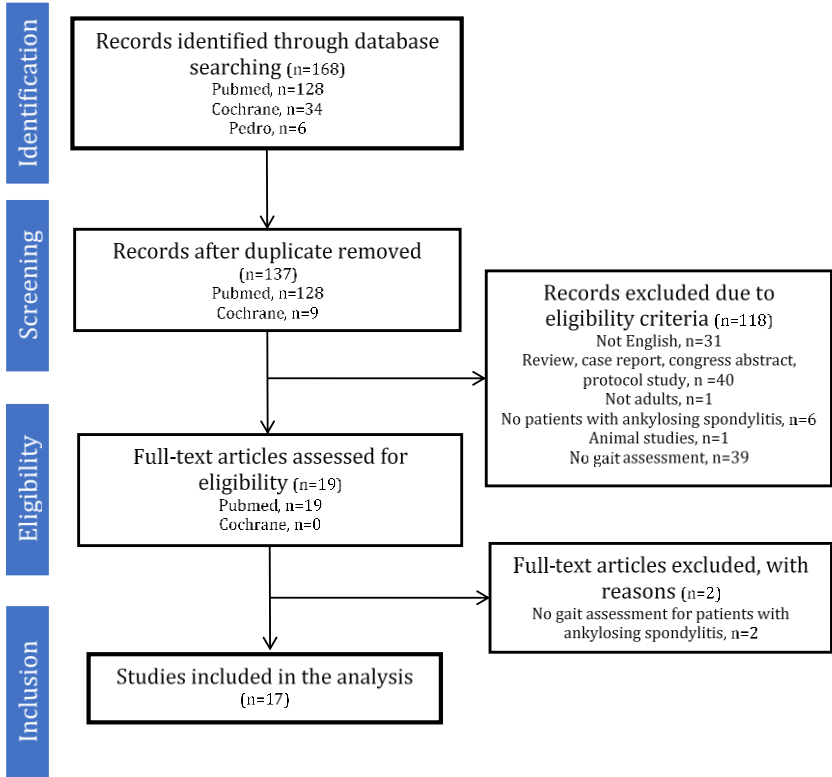 Identification
Records identified through database
searching (n=168)
Pubmed, n=128
Cochrane, n=34
Pedro, n=6
Screening
Records after duplicate removed
(n=137)
Pubmed, n=128
Cochrane, n=9
Records excluded due to
eligibility criteria (n=118)
Not English, n=31
Review, case report, congress abstract,
protocol study, n =40
Not adults, n=1
No patients with ankylosing spondylitis, n=6
Animal studies, n=1
No gait assessment, n=39
Eligibility
Full-text articles assessed for
eligibility (n=19)
Pubmed, n=19
Cochrane, n=0
Full-text articles excluded, with
reasons (n=2)
No gait assessment for patients with
ankylosing spondylitis, n=2
Inclusion
Studies included in the analysis
(n=17)